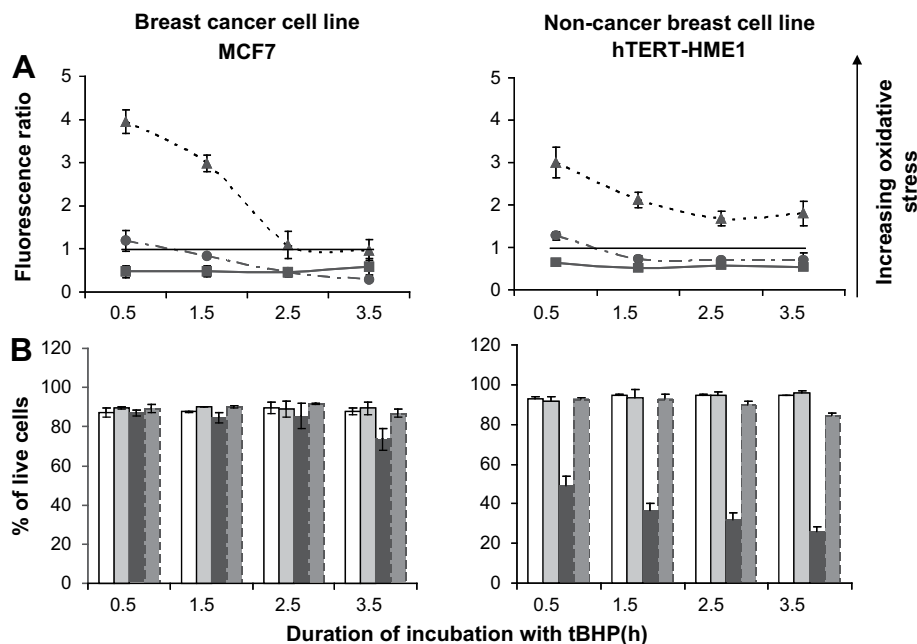 Breast cancer cell line
MCF7
Non-cancer breast cell line
hTERT-HME1
A
Fluorescence ratio
5
4
3
2
1
0
0.5 1.5 2.5 3.5
5
4
3
2
1
0
0.5 1.5 2.5 3.5
Increasing oxidative
stress
B
% of live cells
120
100
80
60
40
20
0
0.5 1.5 2.5 3.5
120
100
80
60
40
20
0
0.5 1.5 2.5 3.5
Duration of incubation with tBHP(h)